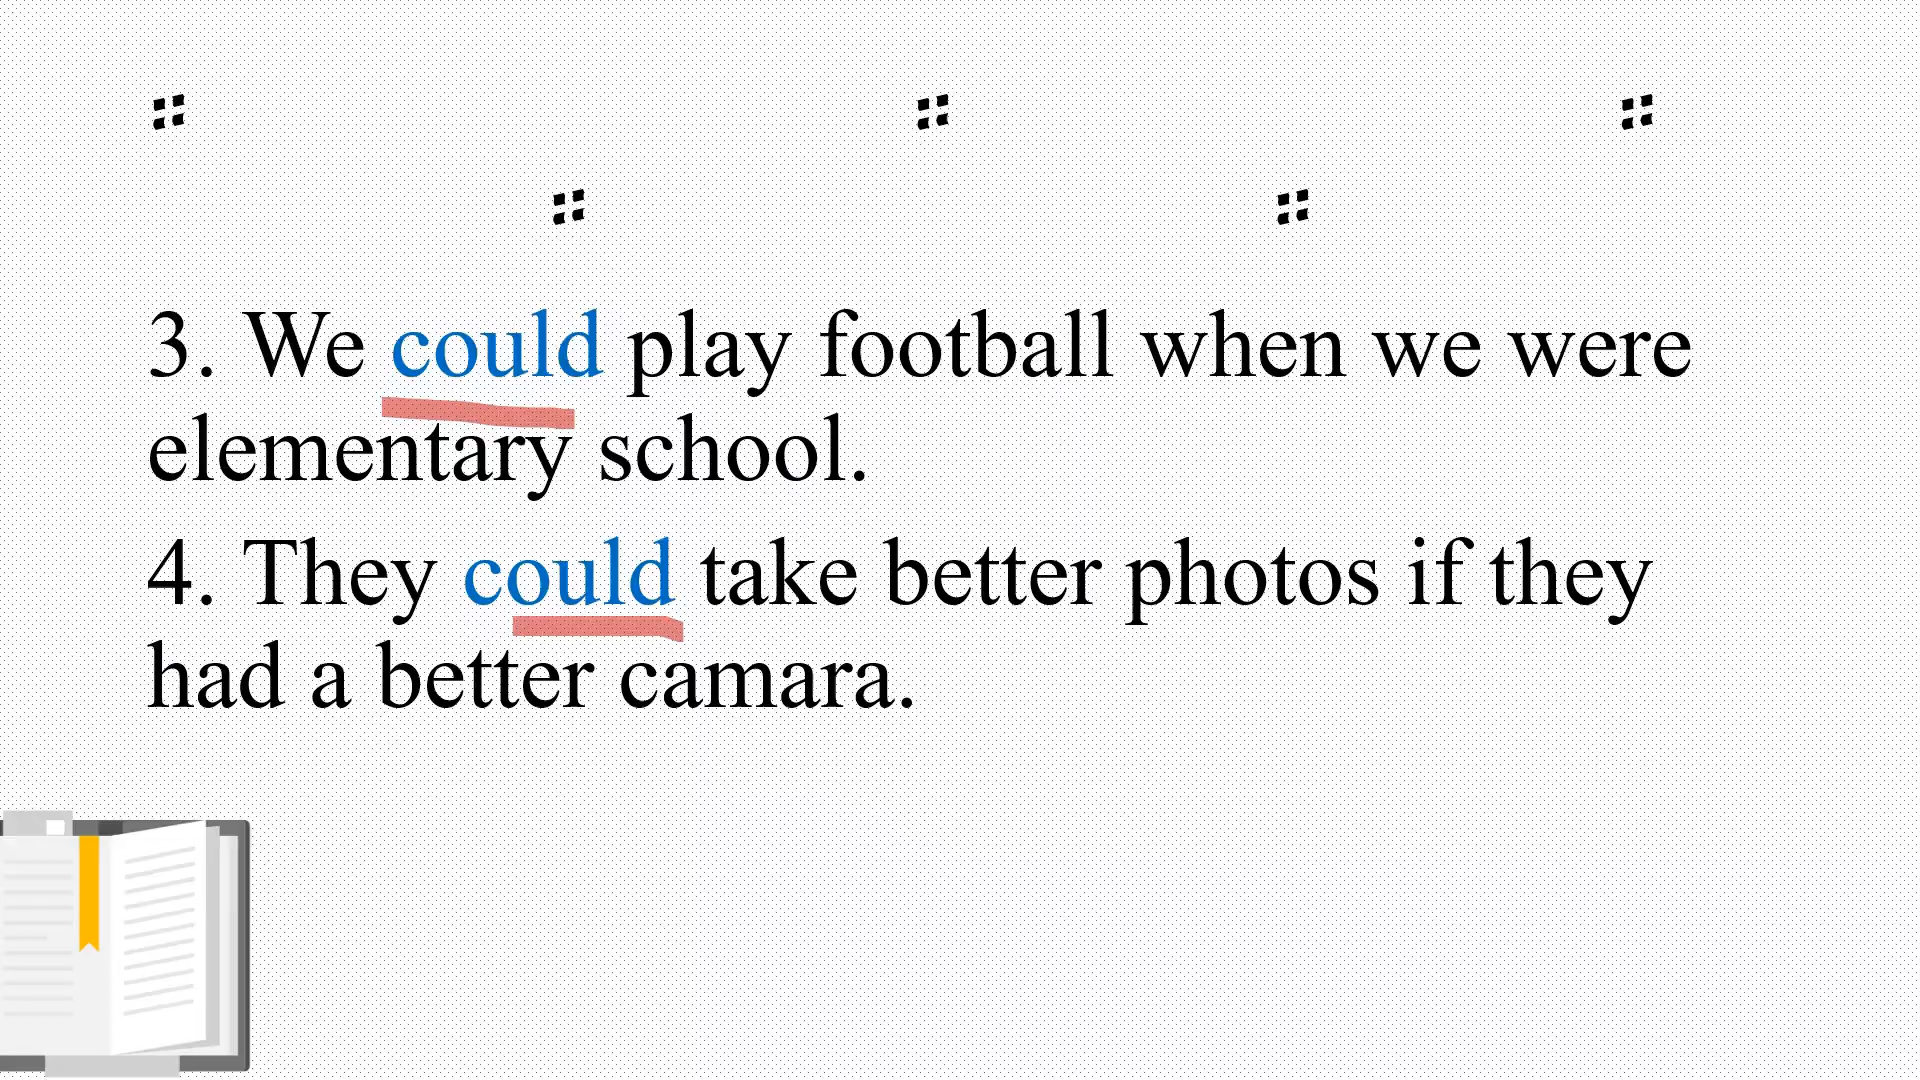 3. We could play football when we were
elementary school.
4. They could take better photos if they
had a better camara.